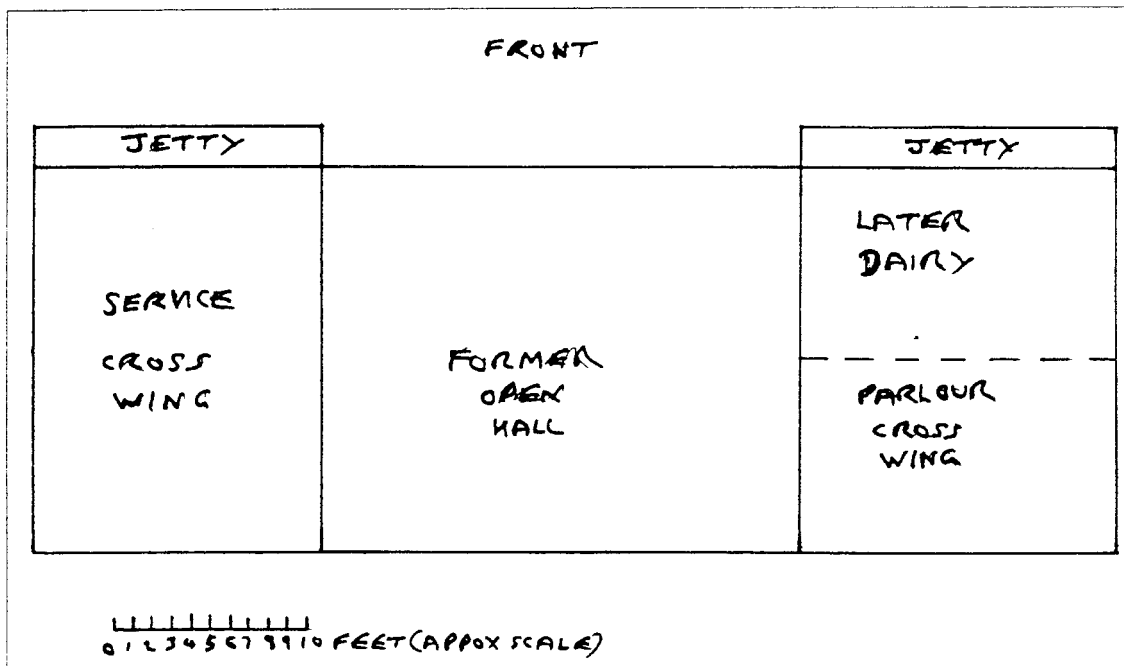 FRONT
JETTY
JETTY
LATER
DAIRY
SERVICE
CROSS
WING
FORMER
OPEN
HALL
PARLOUR
CROSS
WING
0 1 2 3 4 5 6 7 8 9 10 FEET (APPOX SCALE)